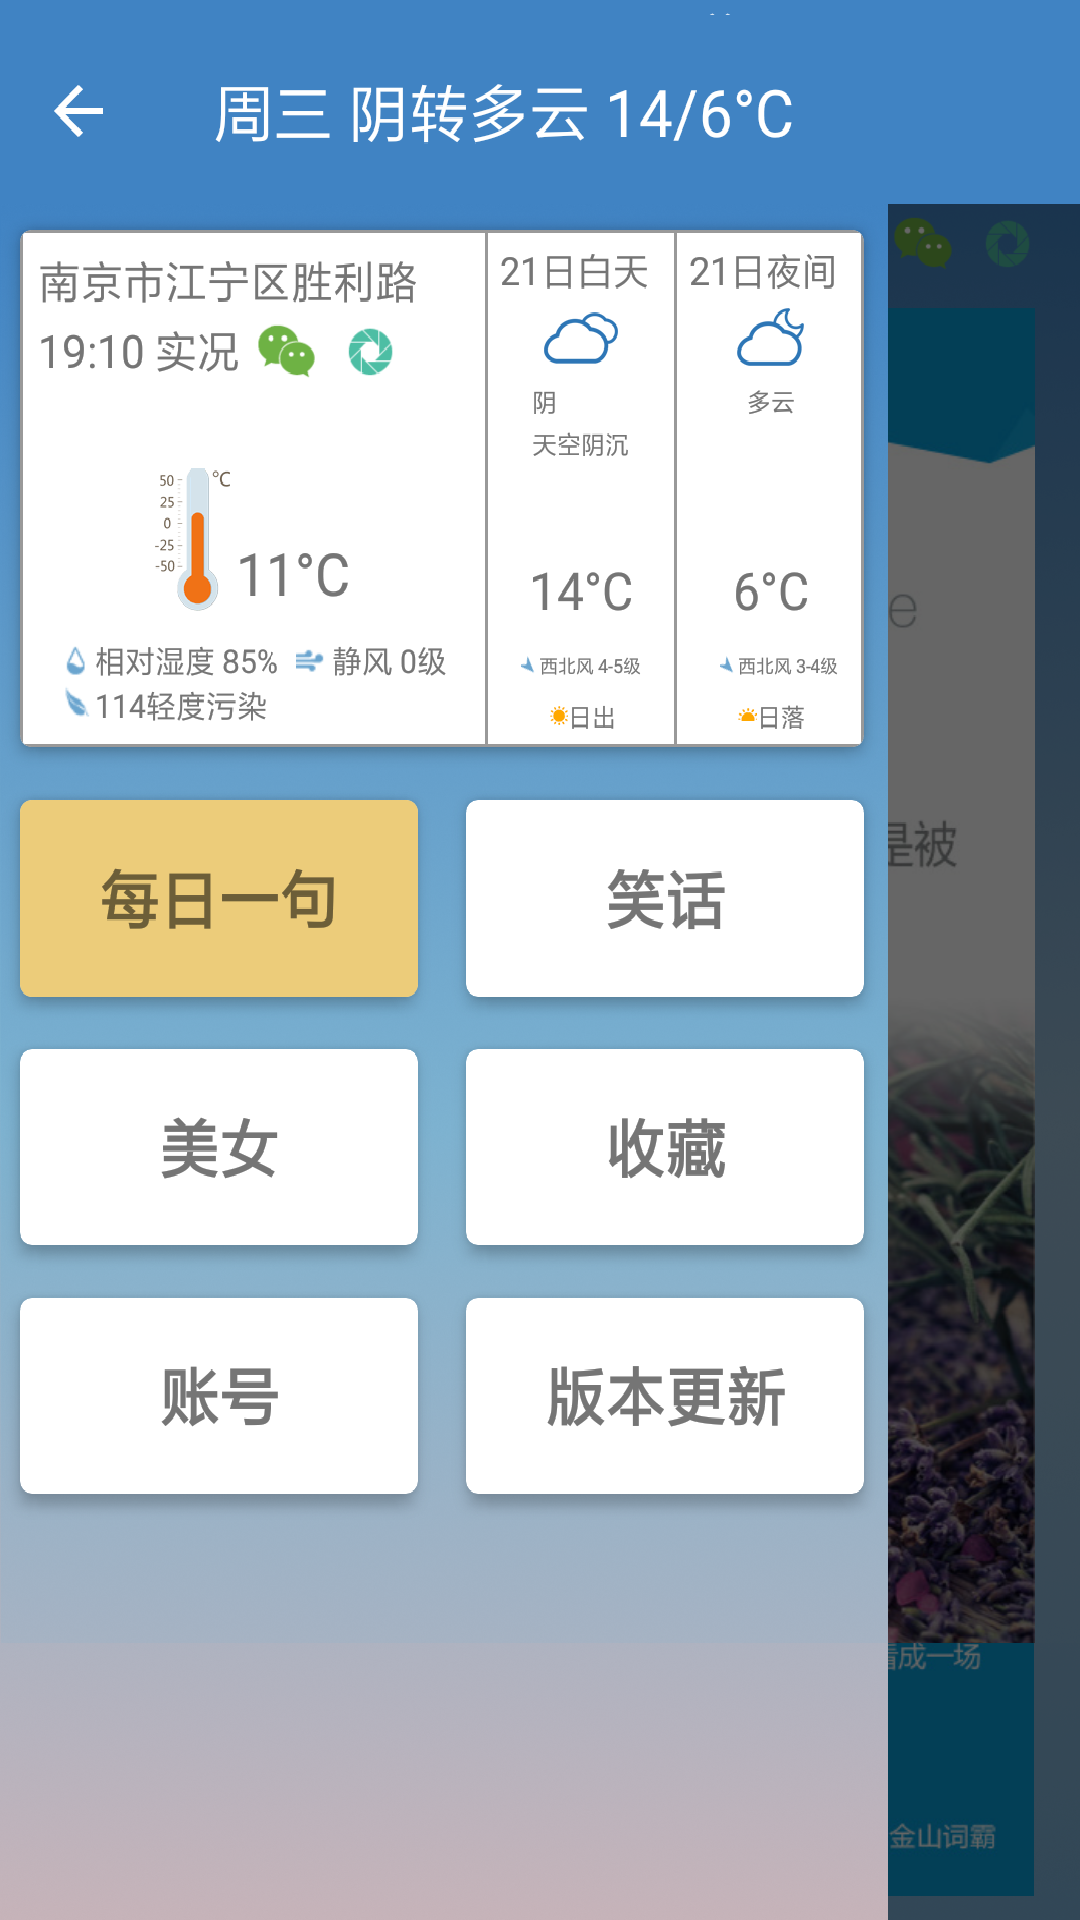 周三 阴转多云 14/6°C
南京市江宁区胜利路
19:10 实况
50
°C
25
0
-25
-50
11°C
相对湿度 85% 静风 0级
114轻度污染
21日白天
阴
天空阴沉
14°C
西北风 4-5级
日出
21日夜间
多云
6°C
西北风 3-4级
日落
每日一句
笑话
美女
收藏
账号
版本更新
e
是被
看成一场
金山词霸